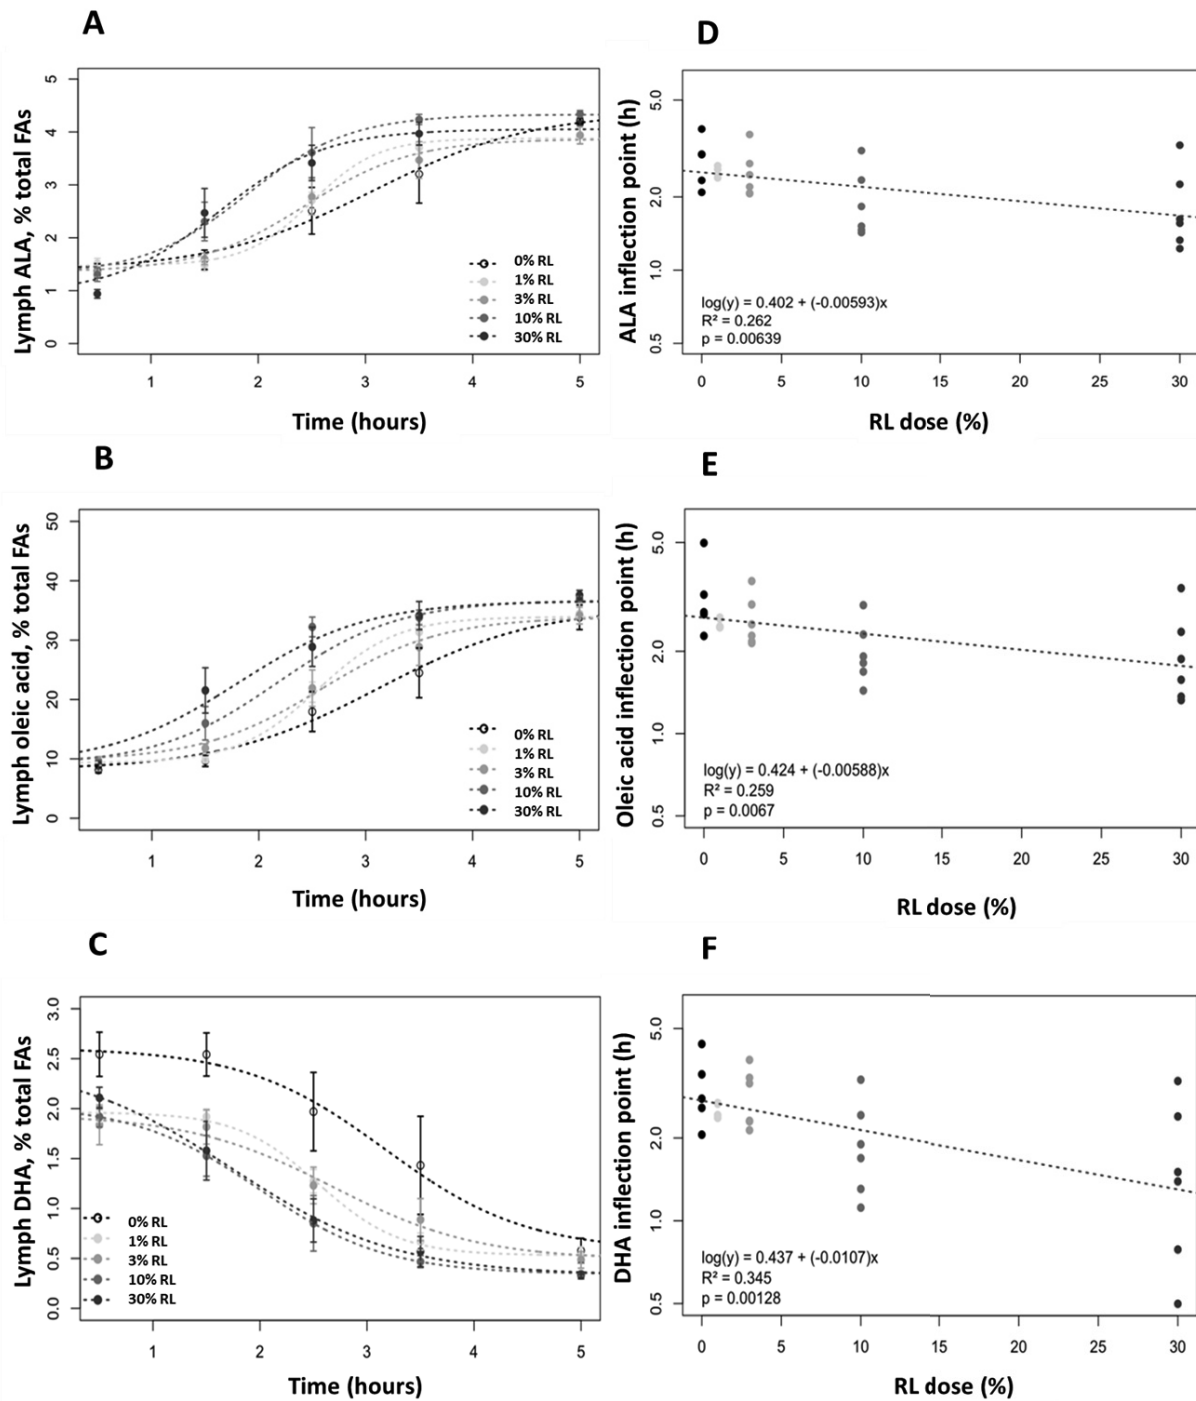 A
Lymph ALA, % total FAs
5
4
3
2
1
0
0% RL
1% RL
3% RL
10% RL
30% RL
1 2 3 4 5
Time (hours)
D
ALA inflection point (h)
5.0
2.0
1.0
0.5
log(y) = 0.402 + (-0.00593)x
R² = 0.262
p = 0.00639
0 5 10 15 20 25 30
RL dose (%)
B
Lymph oleic acid, % total FAs
50
40
30
20
10
0
0% RL
1% RL
3% RL
10% RL
30% RL
1 2 3 4 5
Time (hours)
E
Oleic acid inflection point (h)
5.0
2.0
1.0
0.5
log(y) = 0.424 + (-0.00588)x
R² = 0.259
p = 0.0067
0 5 10 15 20 25 30
RL dose (%)
C
Lymph DHA, % total FAs
3.0
2.5
2.0
1.5
1.0
0.5
0.0
0% RL
1% RL
3% RL
10% RL
30% RL
1 2 3 4 5
Time (hours)
F
DHA inflection point (h)
5.0
2.0
1.0
0.5
log(y) = 0.437 + (-0.0107)x
R² = 0.345
p = 0.00128
0 5 10 15 20 25 30
RL dose (%)